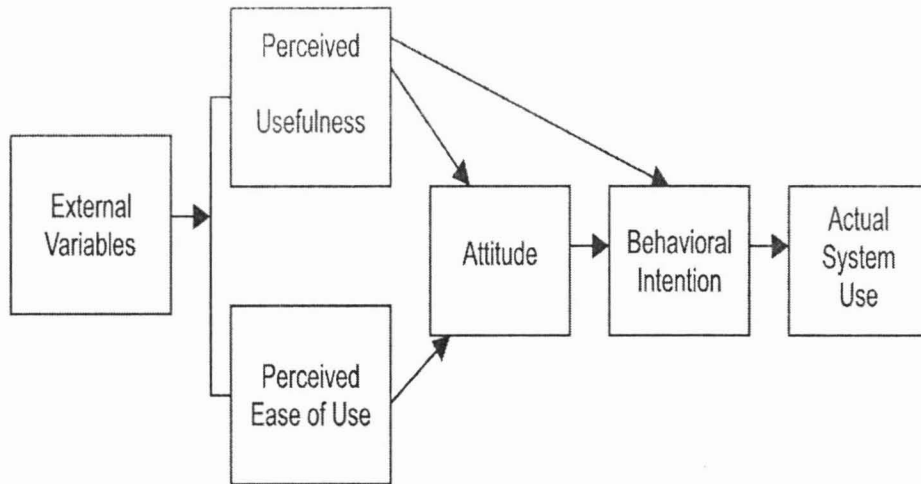 Perceived
Usefulness
External
Variables
Attitude
Behavioral
Intention
Actual
System
Use
Perceived
Ease of Use